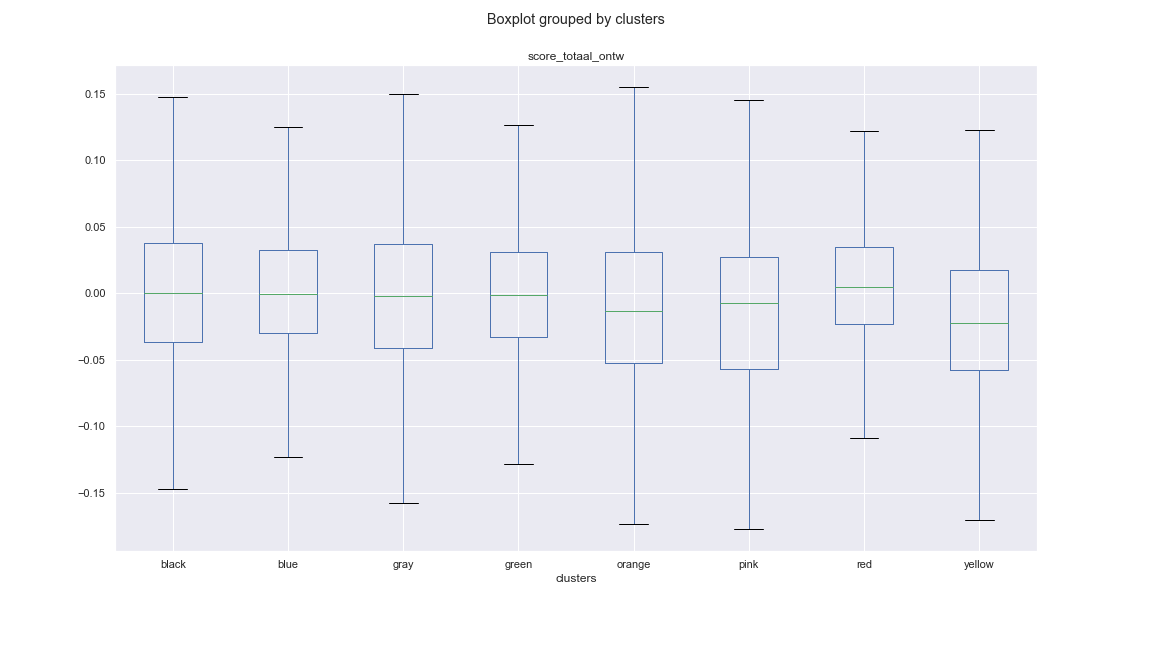 Boxplot grouped by clusters
score_totaal_ontw
0.15
0.10
0.05
0.00
−0.05
−0.10
−0.15
black blue gray green orange pink red yellow
clusters